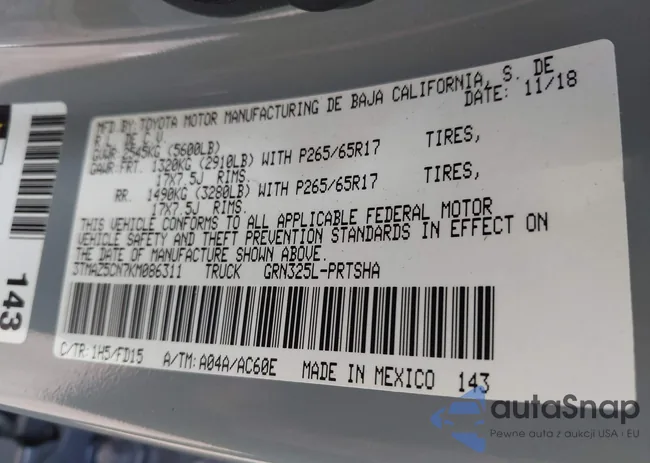 MFD.BY:TOYOTA MOTOR MANUFACTURING DE BAJA CALIFORNIA, S. DE
R.L. DE C.V. DATE: 11/18
GVWR 2545KG (5600LB)
GAWR:FRT. 1320KG (2910LB) WITH P265/65R17 TIRES,
17X7.5J RIMS,
RR. 1490KG (3280LB) WITH P265/65R17 TIRES,
17X7.5J RIMS,
THIS VEHICLE CONFORMS TO ALL APPLICABLE FEDERAL MOTOR
VEHICLE SAFETY AND THEFT PREVENTION STANDARDS IN EFFECT ON
THE DATE OF MANUFACTURE SHOWN ABOVE.
3TMAZ5CN7KM086311 TRUCK GRN325L-PRTSHA
C/TR: 1H5/FD15 A/TM: A04A/AC60E MADE IN MEXICO 143
143
autaSnap
Pewne auta z aukcji USA i EU